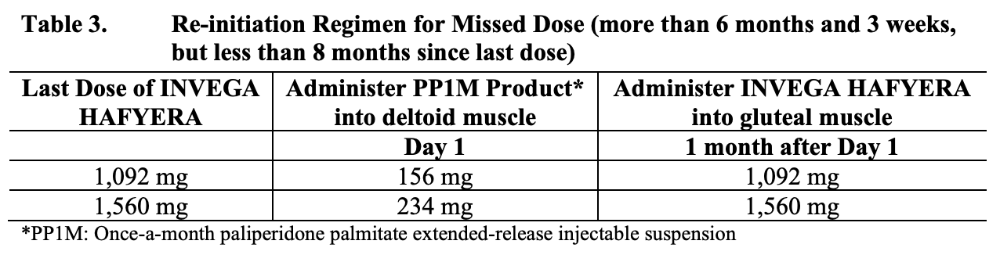 Table 3. Re-initiation Regimen for Missed Dose (more than 6 months and 3 weeks,
but less than 8 months since last dose)
Last Dose of INVEGA HAFYERA
Administer PP1M Product* into deltoid muscle
Administer INVEGA HAFYERA into gluteal muscle
Day 1
1 month after Day 1
1,092 mg 156 mg 1,092 mg
1,560 mg 234 mg 1,560 mg
*PP1M: Once-a-month paliperidone palmitate extended-release injectable suspension